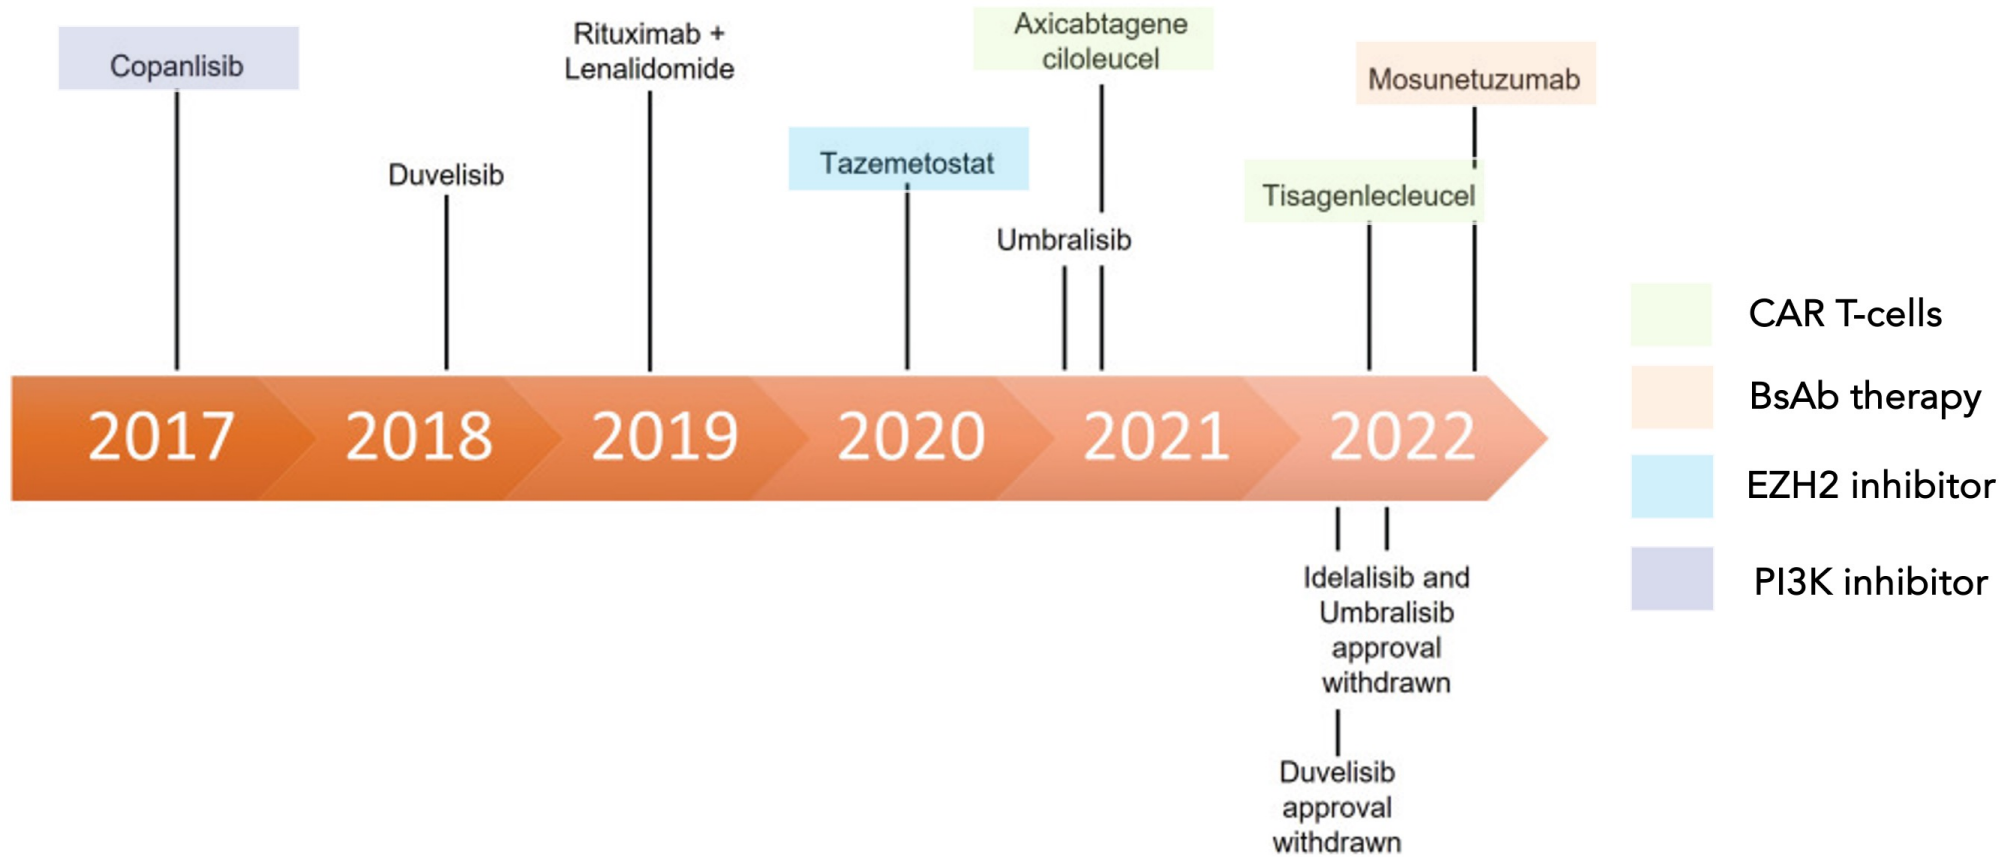 Copanlisib
Duvelisib
Rituximab +
Lenalidomide
Tazemetostat
Axicabtagene
ciloleucel
Umbralisib
Tisagenlecleucel
Mosunetuzumab
2017
2018
2019
2020
2021
2022
Idelalisib and
Umbralisib
approval
withdrawn
Duvelisib
approval
withdrawn
CAR T-cells
BsAb therapy
EZH2 inhibitor
PI3K inhibitor